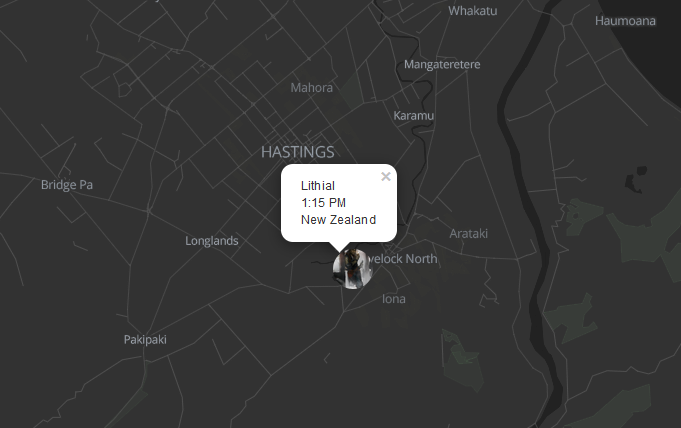 Whakatu
Haumoana
Mangateretere
Mahora
Karamu
HASTINGS
Bridge Pa
×
Lithial
1:15 PM
New Zealand
Longlands
Arataki
velock North
Iona
Pakipaki